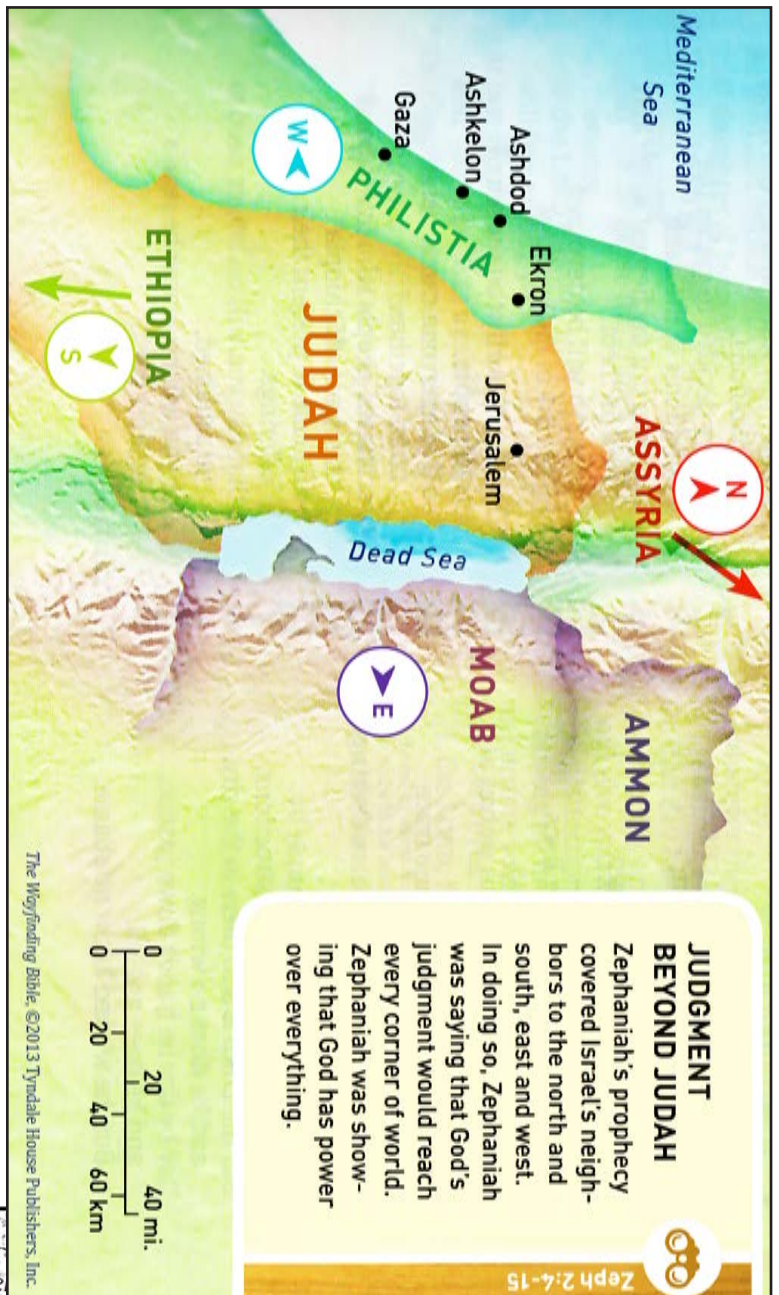 Mediterranean
Sea
N
ASSYRIA
AMMON
Ashdod
Ekron
Ashkelon
Jerusalem
Gaza
PHILISTIA
MOAB
Dead Sea
W
E
JUDAH
ETHIOPIA
S
JUDGMENT
BEYOND JUDAH
Zephaniah's prophecy
covered Israel's neigh-
bors to the north and
south, east and west.
In doing so, Zephaniah
was saying that God's
judgment would reach
every corner of world.
Zephaniah was show-
ing that God has power
over everything.
Zeph 2:4-15
0 20 40 mi.
0 20 40 60 km
The Wayfinding Bible, ©2013 Tyndale House Publishers, Inc.